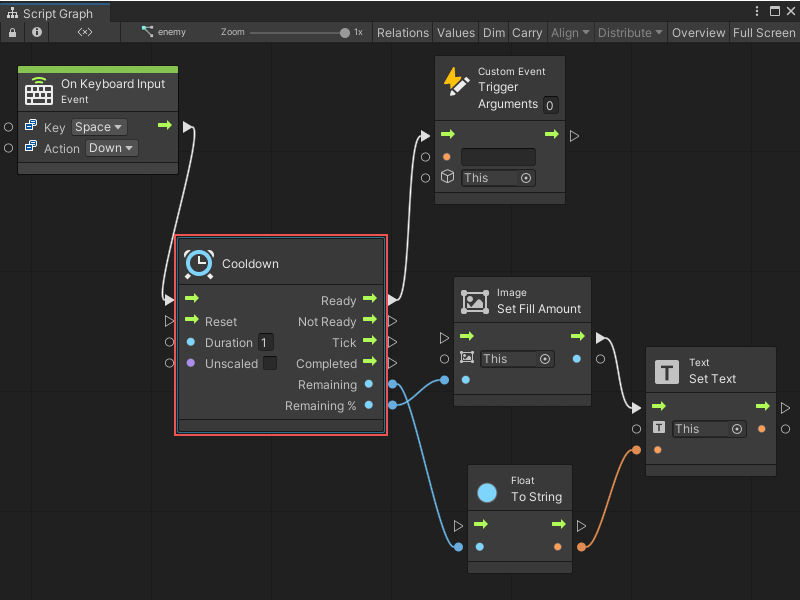 Script Graph
enemy
Zoom
1x
Relations
Values
Dim
Carry
Align
Distribute
Overview
Full Screen
On Keyboard Input
Event
Key
Space
Action
Down
Custom Event
Trigger
Arguments 0
This
Cooldown
Ready
Reset
Not Ready
Duration 1
Tick
Unscaled
Completed
Remaining
Remaining %
Image
Set Fill Amount
This
Text
Set Text
T
T
This
Float
To String